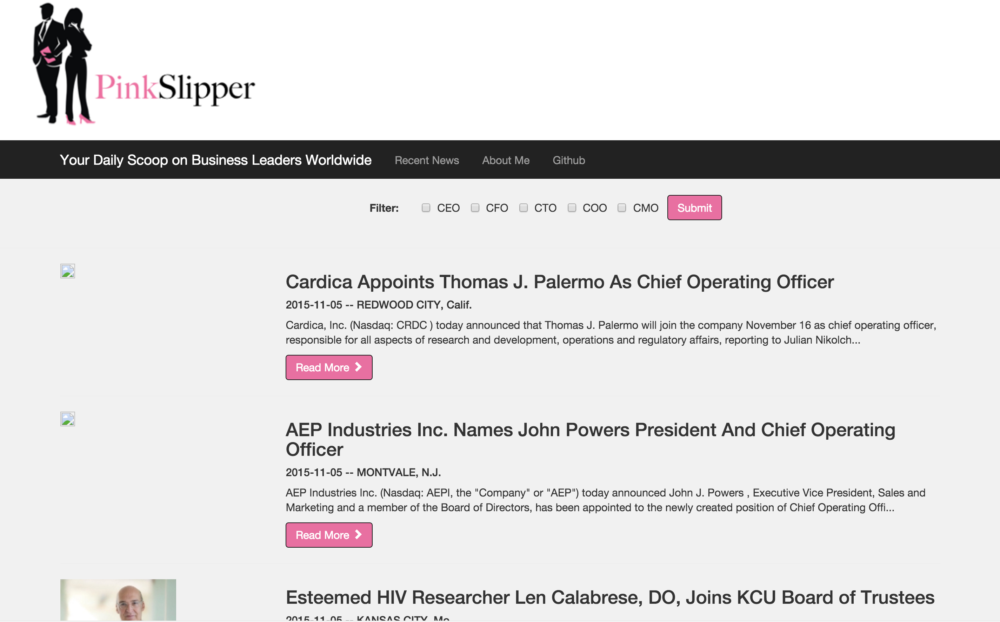 PinkSlipper
Your Daily Scoop on Business Leaders Worldwide Recent News About Me Github
Filter: CEO CFO CTO COO CMO Submit
Cardica Appoints Thomas J. Palermo As Chief Operating Officer
2015-11-05 -- REDWOOD CITY, Calif.
Cardica, Inc. (Nasdaq: CRDC ) today announced that Thomas J. Palermo will join the company November 16 as chief operating officer,
responsible for all aspects of research and development, operations and regulatory affairs, reporting to Julian Nikolch...
Read More
AEP Industries Inc. Names John Powers President And Chief Operating
Officer
2015-11-05 -- MONTVALE, N.J.
AEP Industries Inc. (Nasdaq: AEPI, the "Company" or "AEP") today announced John J. Powers , Executive Vice President, Sales and
Marketing and a member of the Board of Directors, has been appointed to the newly created position of Chief Operating Offi...
Read More
Esteemed HIV Researcher Len Calabrese, DO, Joins KCU Board of Trustees
2015-11-05 -- KANSAS CITY, Mo.